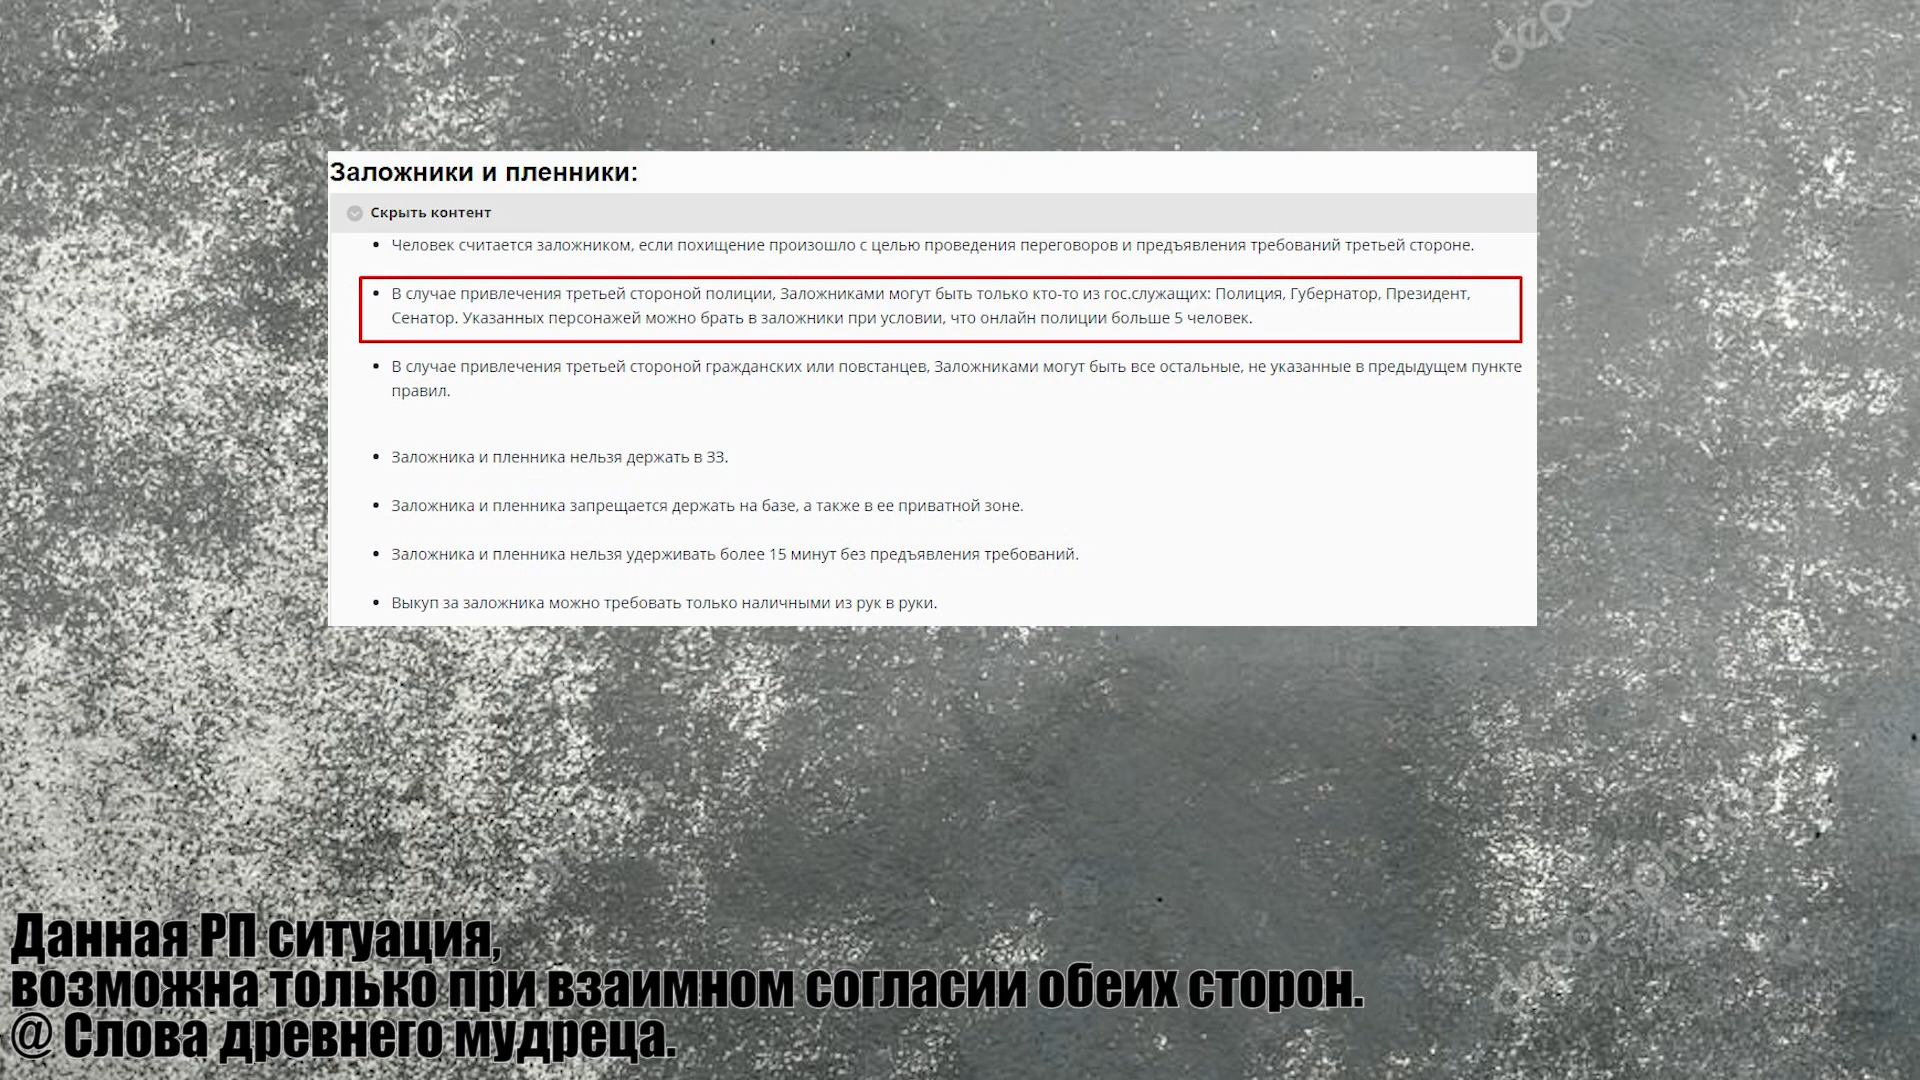 Заложники и пленники:
Скрыть контент
• Человек считается заложником, если похищение произошло с целью проведения переговоров и предъявления требований третьей стороне.
• В случае привлечения третьей стороной полиции, Заложниками могут быть только кто-то из гос.служащих: Полиция, Губернатор, Президент,
Сенатор. Указанных персонажей можно брать в заложники при условии, что онлайн полиции больше 5 человек.
• В случае привлечения третьей стороной гражданских или повстанцев, Заложниками могут быть все остальные, не указанные в предыдущем пункте
правил.
• Заложника и пленника нельзя держать в ЗЗ.
• Заложника и пленника запрещается держать на базе, а также в ее приватной зоне.
• Заложника и пленника нельзя удерживать более 15 минут без предъявления требований.
• Выкуп за заложника можно требовать только наличными из рук в руки.
Данная РП ситуация,
возможна только при взаимном согласии обеих сторон.
@ Слова древнего мудреца.